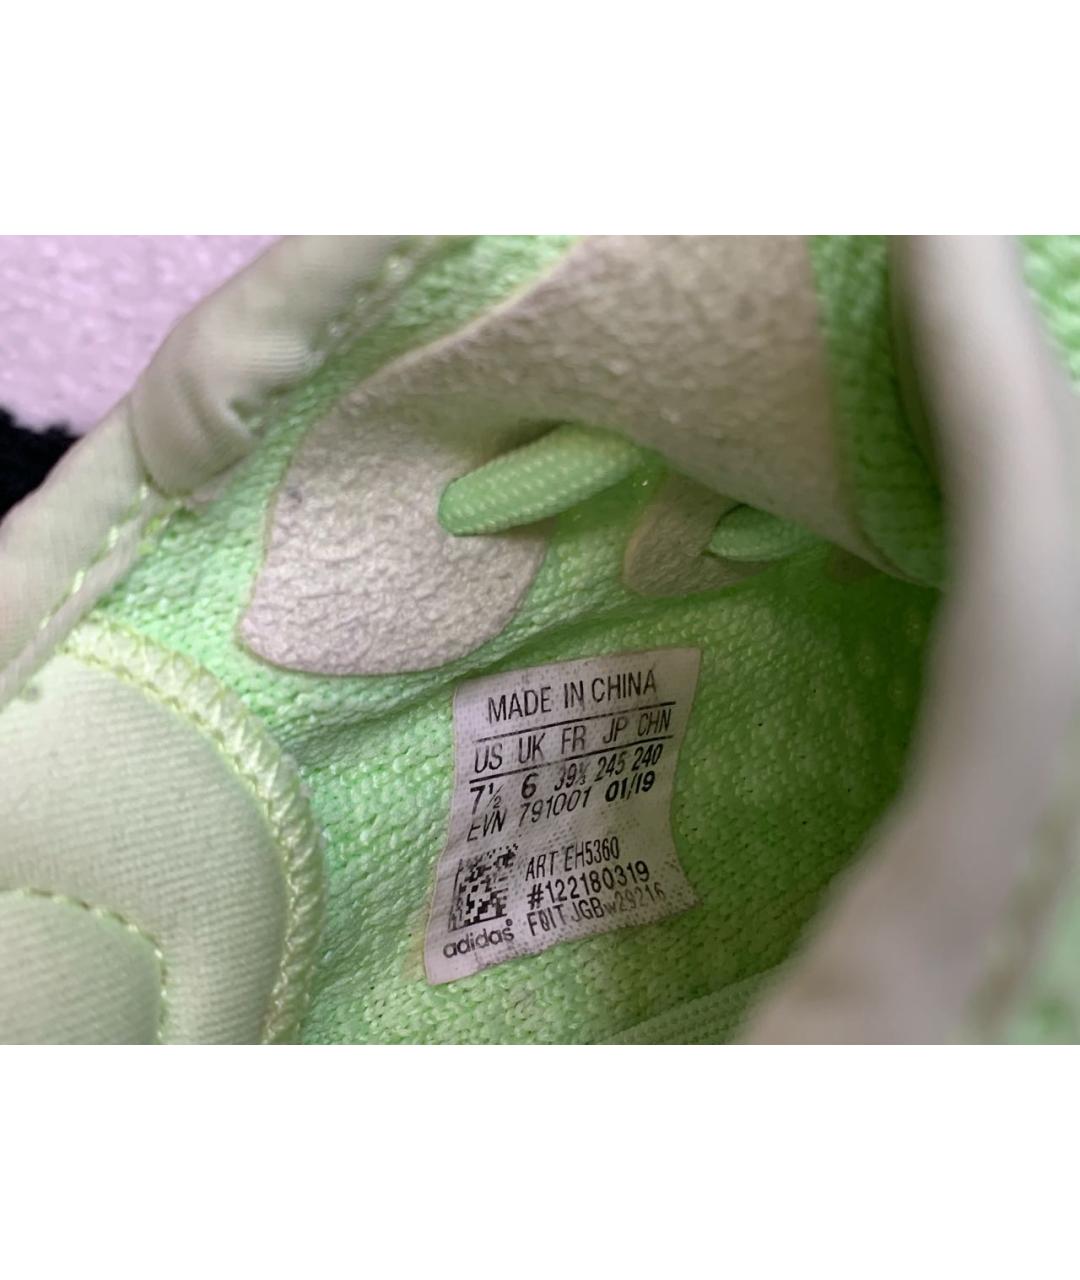 MADE IN CHINA
US UK FR JP CHN
7½ 6 39⅓ 245 240
EVN 791001 01/19
ART EH5360
#122180319
adidas® F0IT JGBw29216